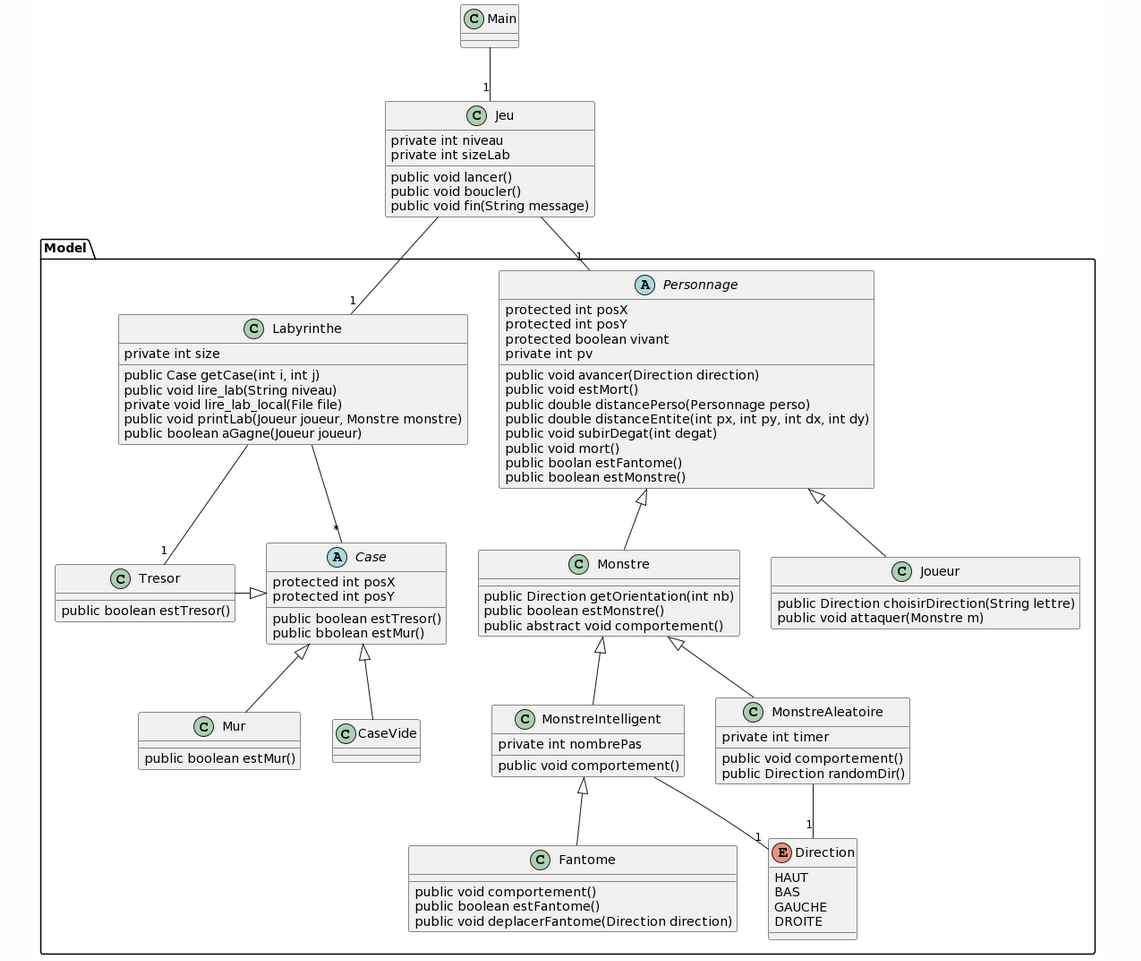 C Main
1
C Jeu
private int niveau
private int sizeLab
public void lancer()
public void boucler()
public void fin(String message)
Model
1
1
C Labyrinthe
private int size
public Case getCase(int i, int j)
public void lire_lab(String niveau)
private void lire_lab_local(File file)
public void printLab(Joueur joueur, Monstre monstre)
public boolean aGagne(Joueur joueur)
A Personnage
protected int posX
protected int posY
protected boolean vivant
private int pv
public void avancer(Direction direction)
public void estMort()
public double distancePerso(Personnage perso)
public double distanceEntite(int px, int py, int dx, int dy)
public void subirDegat(int degat)
public void mort()
public boolan estFantome()
public boolean estMonstre()
1
*
C Tresor
public boolean estTresor()
A Case
protected int posX
protected int posY
public boolean estTresor()
public bbolean estMur()
C Monstre
public Direction getOrientation(int nb)
public boolean estMonstre()
public abstract void comportement()
C Joueur
public Direction choisirDirection(String lettre)
public void attaquer(Monstre m)
C Mur
public boolean estMur()
C CaseVide
C MonstreIntelligent
private int nombrePas
public void comportement()
C MonstreAleatoire
private int timer
public void comportement()
public Direction randomDir()
1
1
C Fantome
public void comportement()
public boolean estFantome()
public void deplacerFantome(Direction direction)
E Direction
HAUT
BAS
GAUCHE
DROITE